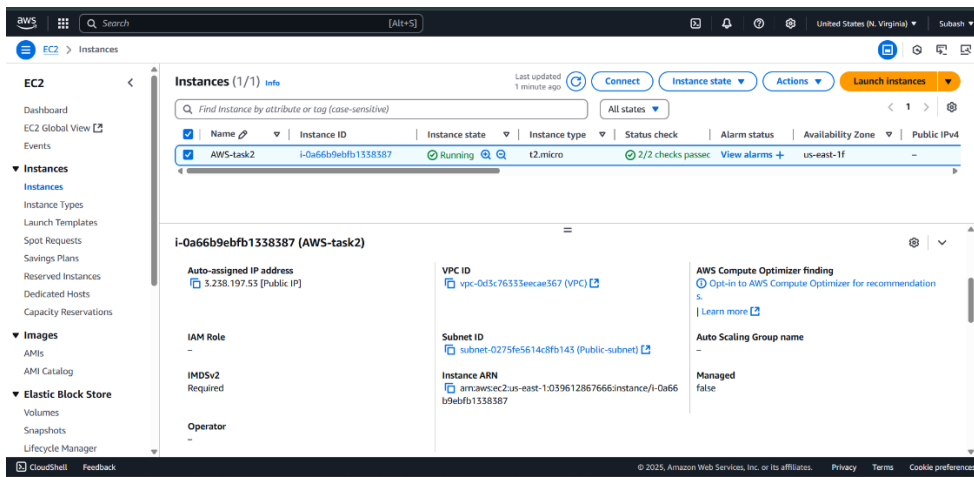 aws Search [Alt+S] United States (N. Virginia) Subash
EC2 > Instances
EC2
Dashboard
EC2 Global View
Events
Instances
Instances
Instance Types
Launch Templates
Spot Requests
Savings Plans
Reserved Instances
Dedicated Hosts
Capacity Reservations
Images
AMIs
AMI Catalog
Elastic Block Store
Volumes
Snapshots
Lifecycle Manager
Instances (1/1) Info
Last updated
1 minute ago
Connect Instance state Actions Launch instances
Find Instance by attribute or tag (case-sensitive) All states 1
Name Instance ID Instance state Instance type Status check Alarm status Availability Zone Public IPv4
AWS-task2 i-0a66b9ebfb1338387 Running t2.micro 2/2 checks passec View alarms + us-east-1f –
i-0a66b9ebfb1338387 (AWS-task2)
Auto-assigned IP address
3.238.197.53 [Public IP]
VPC ID
vpc-0d3c76333eecae367 (VPC)
AWS Compute Optimizer finding
Opt-in to AWS Compute Optimizer for recommendation
s.
| Learn more
IAM Role
–
Subnet ID
subnet-0275fe5614c8fb143 (Public-subnet)
Auto Scaling Group name
–
IMDSv2
Required
Instance ARN
arn:aws:ec2:us-east-1:039612867666:instance/i-0a66
b9ebfb1338387
Managed
false
Operator
–
CloudShell Feedback © 2025, Amazon Web Services, Inc. or its affiliates. Privacy Terms Cookie preferences